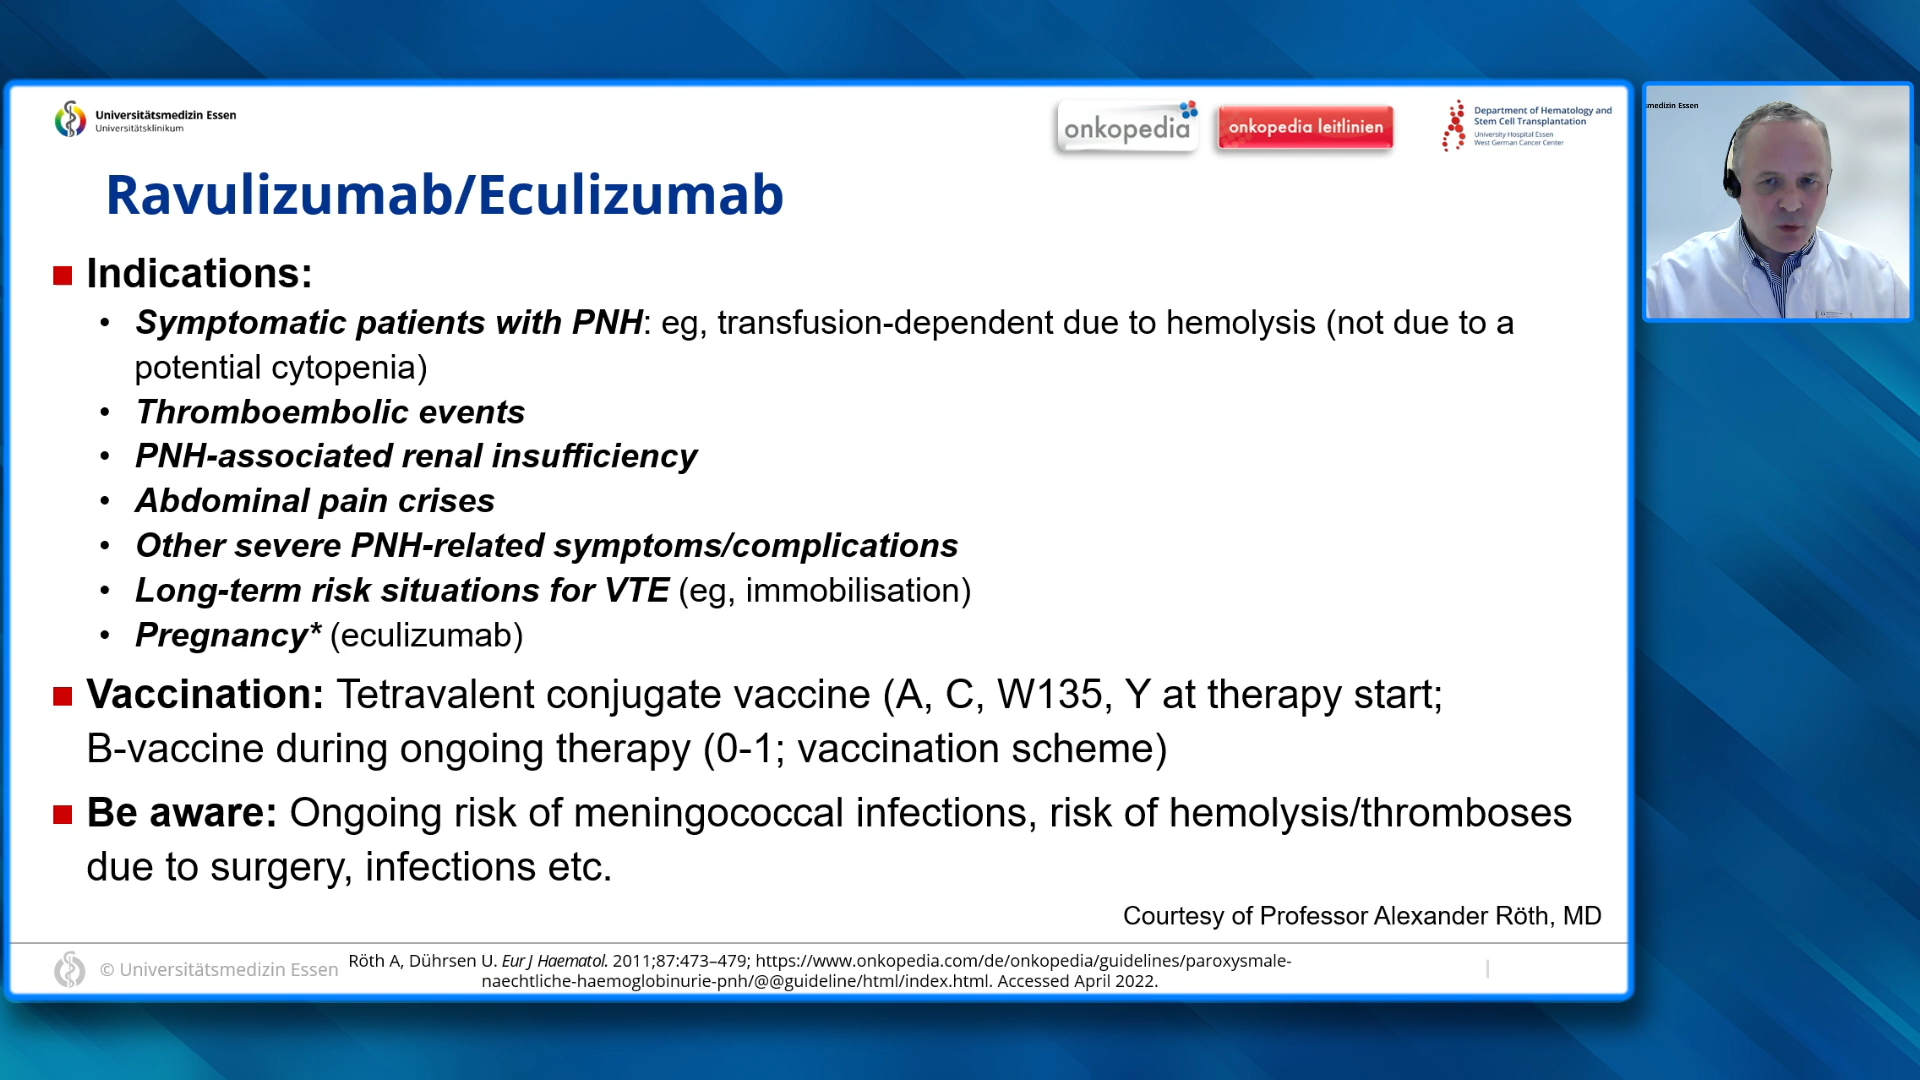 Universitätsmedizin Essen
Universitätsklinikum
onkopedia
onkopedia leitlinien
Department of Hematology and
Stem Cell Transplantation
University Hospital Essen
West German Cancer Center
smedizin Essen
Ravulizumab/Eculizumab
Indications:
• Symptomatic patients with PNH: eg, transfusion-dependent due to hemolysis (not due to a
potential cytopenia)
• Thromboembolic events
• PNH-associated renal insufficiency
• Abdominal pain crises
• Other severe PNH-related symptoms/complications
• Long-term risk situations for VTE (eg, immobilisation)
• Pregnancy* (eculizumab)
Vaccination: Tetravalent conjugate vaccine (A, C, W135, Y at therapy start;
B-vaccine during ongoing therapy (0-1; vaccination scheme)
Be aware: Ongoing risk of meningococcal infections, risk of hemolysis/thromboses
due to surgery, infections etc.
Courtesy of Professor Alexander Röth, MD
© Universitätsmedizin Essen
Röth A, Dührsen U. Eur J Haematol. 2011;87:473–479; https://www.onkopedia.com/de/onkopedia/guidelines/paroxysmale-
naechtliche-haemoglobinurie-pnh/@@guideline/html/index.html. Accessed April 2022.